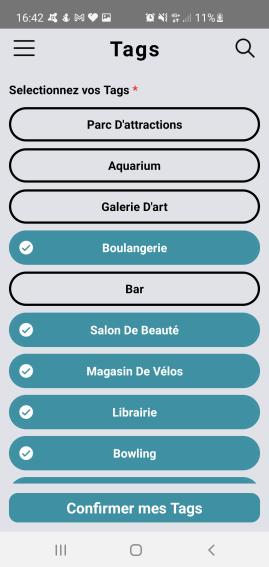 16:42 11%
Tags
Selectionnez vos Tags *
Parc D'attractions
Aquarium
Galerie D'art
Boulangerie
Bar
Salon De Beauté
Magasin De Vélos
Librairie
Bowling
Confirmer mes Tags